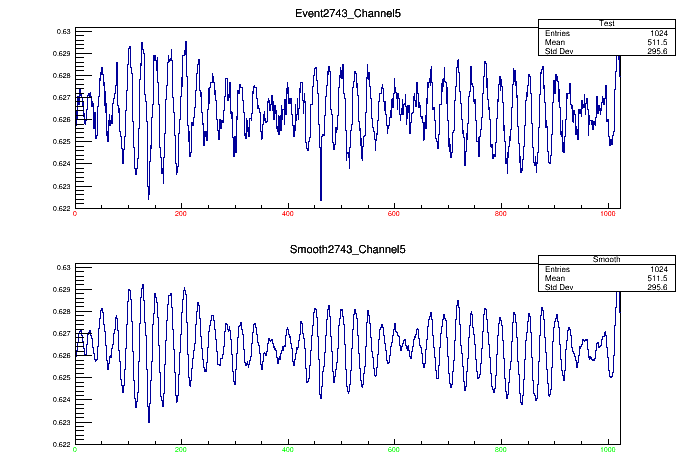 Event2743_Channel5
Test
Entries 1024
Mean 511.5
Std Dev 295.6
0.63
0.629
0.628
0.627
0.626
0.625
0.624
0.623
0.622
0 200 400 600 800 1000
Smooth2743_Channel5
Smooth
Entries 1024
Mean 511.5
Std Dev 295.6
0.63
0.629
0.628
0.627
0.626
0.625
0.624
0.623
0.622
0 200 400 600 800 1000